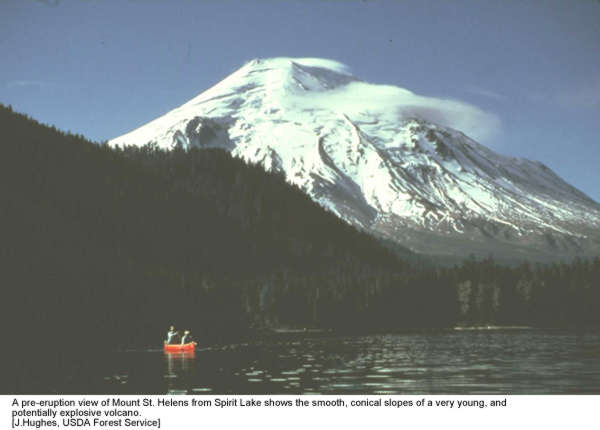 A pre-eruption view of Mount St. Helens from Spirit Lake shows the smooth, conical slopes of a very young, and
potentially explosive volcano.
[J.Hughes, USDA Forest Service]